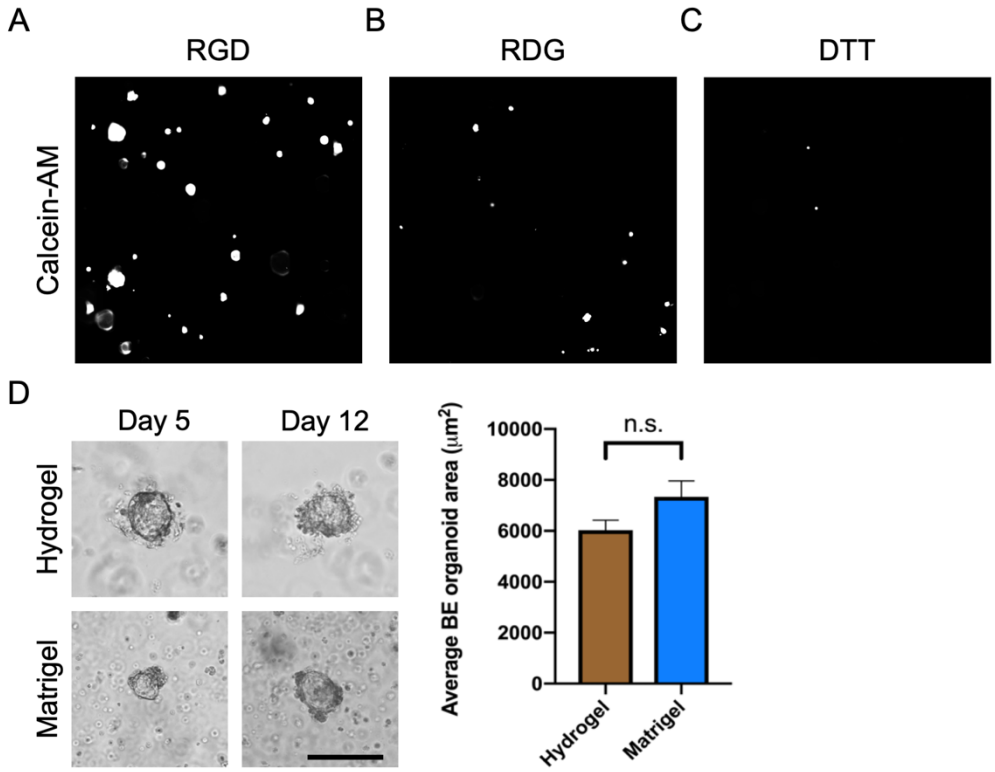 A
B
C
RGD
RDG
DTT
Calcein-AM
D
Day 5
Day 12
Hydrogel
Matrigel
Average BE organoid area (μm²)
n.s.
10000
8000
6000
4000
2000
0
Hydrogel
Matrigel